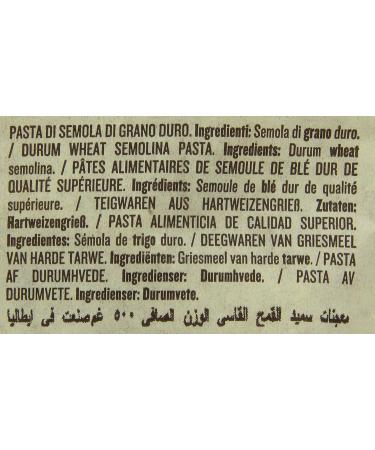 PASTA DI SEMOLA DI GRANO DURO. Ingredienti: Semola di grano duro.
/ DURUM WHEAT SEMOLINA PASTA. Ingredients: Durum wheat
semolina. / PÂTES ALIMENTAIRES DE SEMOULE DE BLÉ DUR DE
QUALITÉ SUPÉRIEURE. Ingrédients: Semoule de blé dur de qualité
supérieure. / TEIGWAREN AUS HARTWEIZENGRIEß. Zutaten:
Hartweizengrieß. / PASTA ALIMENTICIA DE CALIDAD SUPERIOR.
Ingredientes: Sémola de trigo duro. / DEEGWAREN VAN GRIESMEEL
VAN HARDE TARWE. Ingrediënten: Griesmeel van harde tarwe. / PASTA
AF DURUMHVEDE. Ingredienser: Durumhvede. / PASTA AV
DURUMVETE. Ingredienser: Durumvete.
معجنات سميد القمح القاسى الوزن الصافى ٥٠٠ غم صنعت فى ايطاليا